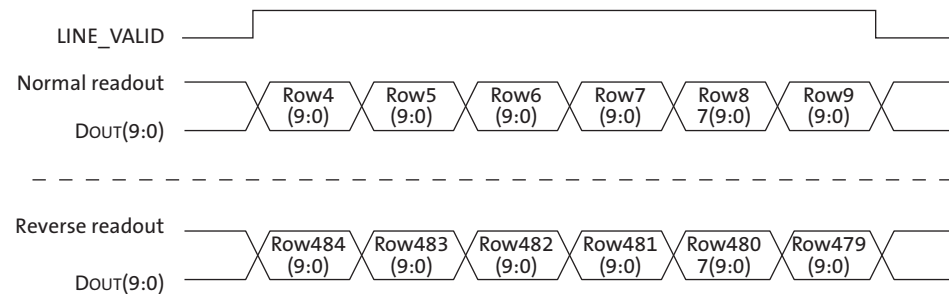 LINE_VALID
Normal readout
Row4 Row5 Row6 Row7 Row8 Row9
(9:0) (9:0) (9:0) (9:0) 7(9:0) (9:0)
DOUT(9:0)
Reverse readout
Row484 Row483 Row482 Row481 Row480 Row479
(9:0) (9:0) (9:0) (9:0) 7(9:0) (9:0)
DOUT(9:0)